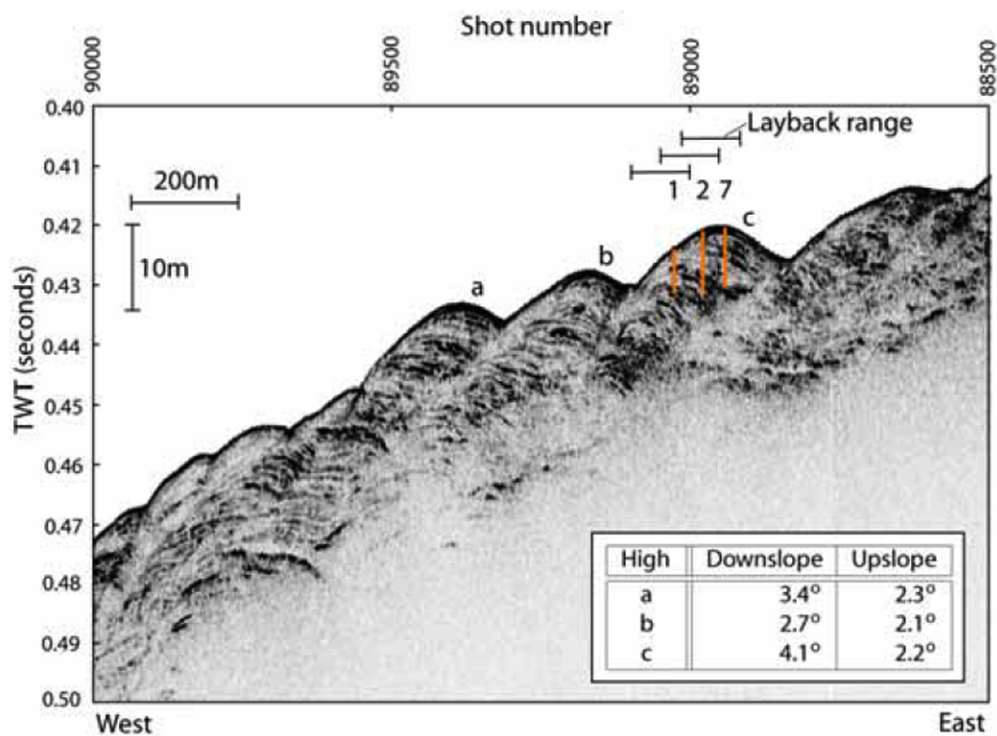 Shot number
90000 89500 89000 88500
0.40
Layback range
0.41
200m
1 2 7
0.42
c
10m
b
0.43
a
0.44
TWT (seconds)
0.45
0.46
0.47
0.48
0.49
0.50
High Downslope Upslope
a 3.4° 2.3°
b 2.7° 2.1°
c 4.1° 2.2°
West East